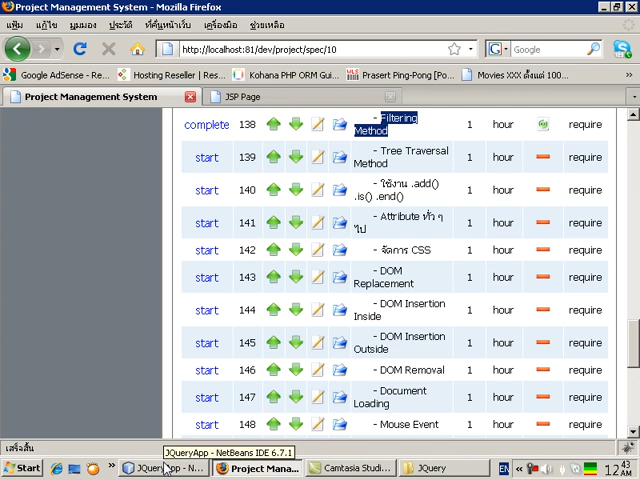 Project Management System - Mozilla Firefox
แฟ้ม แก้ไข มุมมอง ประวัติ ที่คั่นหน้าเว็บ เครื่องมือ ช่วยเหลือ
http://localhost:81/dev/project/spec/10
Google
Google AdSense - Re... Hosting Reseller | Res... Kohana PHP ORM Gui... Prasert Ping-Pong [Po... Movies XXX ตั้งแต่ 100...
Project Management System JSP Page
complete 138 - Filtering Method 1 hour require
start 139 - Tree Traversal Method 1 hour require
start 140 - ใช้งาน .add() .is() .end() 1 hour require
start 141 - Attribute ทั่ว ๆ ไป 1 hour require
start 142 - จัดการ CSS 1 hour require
start 143 - DOM Replacement 1 hour require
start 144 - DOM Insertion Inside 1 hour require
start 145 - DOM Insertion Outside 1 hour require
start 146 - DOM Removal 1 hour require
start 147 - Document Loading 1 hour require
start 148 - Mouse Event 1 hour require
เสร็จสิ้น
JQueryApp - NetBeans IDE 6.7.1
Start JQueryApp - N... Project Mana... Camtasia Studi... JQuery EN 12:43 AM